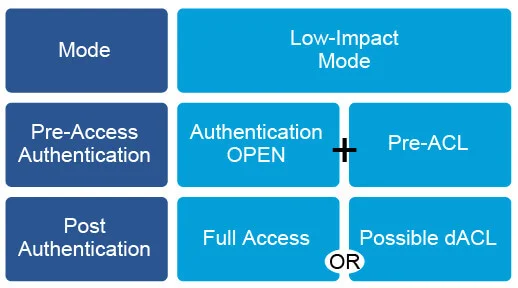 Mode
Low-Impact
Mode
Pre-Access
Authentication
Authentication
OPEN
+
Pre-ACL
Post
Authentication
Full Access
OR
Possible dACL